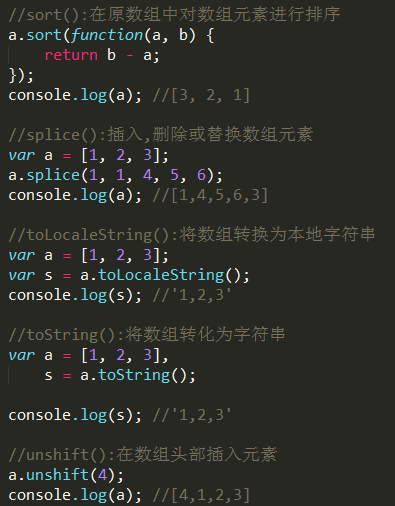 //sort():在原数组中对数组元素进行排序
a.sort(function(a, b) {
    return b - a;
});
console.log(a); //[3, 2, 1]
//splice():插入,删除或替换数组元素
var a = [1, 2, 3];
a.splice(1, 1, 4, 5, 6);
console.log(a); //[1,4,5,6,3]
//toLocaleString():将数组转换为本地字符串
var a = [1, 2, 3];
var s = a.toLocaleString();
console.log(s); //'1,2,3'
//toString():将数组转化为字符串
var a = [1, 2, 3],
    s = a.toString();
console.log(s); //'1,2,3'
//unshift():在数组头部插入元素
a.unshift(4);
console.log(a); //[4,1,2,3]